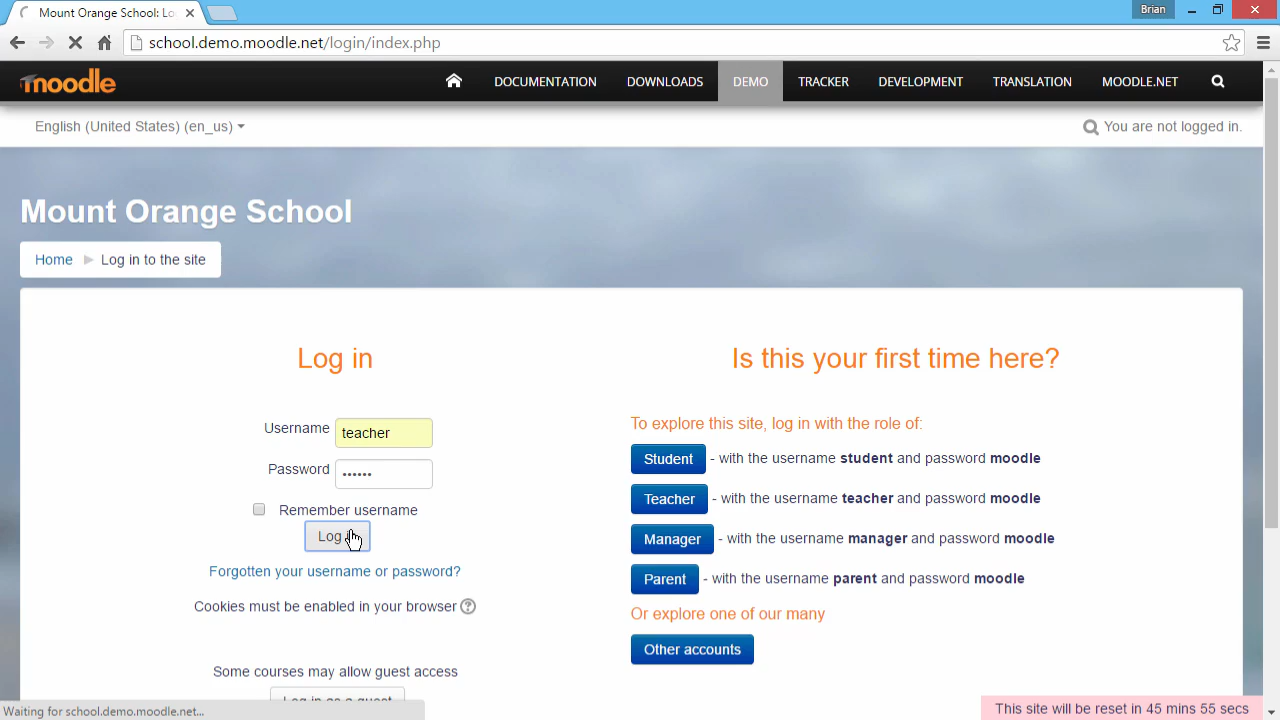 Mount Orange School: Lo
Brian
school.demo.moodle.net/login/index.php
moodle
DOCUMENTATION DOWNLOADS DEMO TRACKER DEVELOPMENT TRANSLATION MOODLE.NET
English (United States) (en_us)
You are not logged in.
Mount Orange School
Home Log in to the site
Log in
Username teacher
Password ••••••
Remember username
Log
Forgotten your username or password?
Cookies must be enabled in your browser ?
Some courses may allow guest access
Log in as a guest
Is this your first time here?
To explore this site, log in with the role of:
Student - with the username student and password moodle
Teacher - with the username teacher and password moodle
Manager - with the username manager and password moodle
Parent - with the username parent and password moodle
Or explore one of our many
Other accounts
Waiting for school.demo.moodle.net...
This site will be reset in 45 mins 55 secs